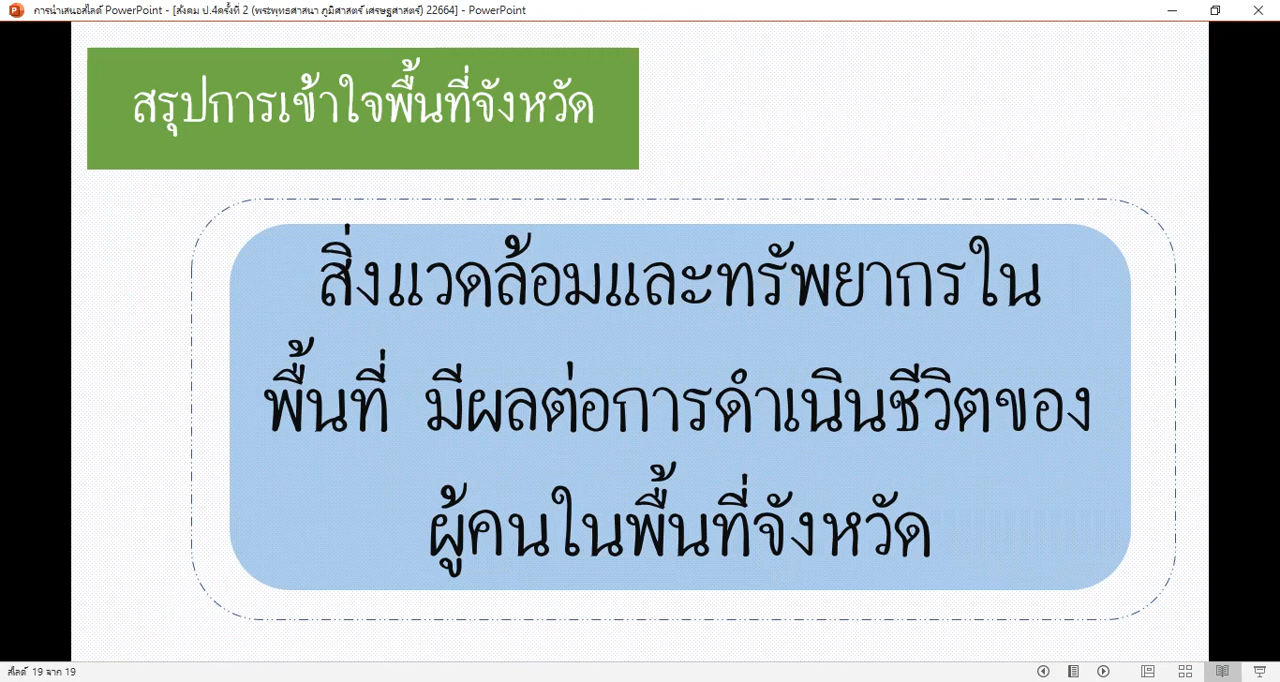 การนำเสนอสไลด์ PowerPoint - [สังคม ป.4ครั้งที่ 2 (พระพุทธศาสนา ภูมิศาสตร์ เศรษฐศาสตร์) 22664] - PowerPoint
สรุปการเข้าใจพื้นที่จังหวัด
สิ่งแวดล้อมและทรัพยากรใน
พื้นที่ มีผลต่อการดำเนินชีวิตของ
ผู้คนในพื้นที่จังหวัด
สไลด์ 19 จาก 19